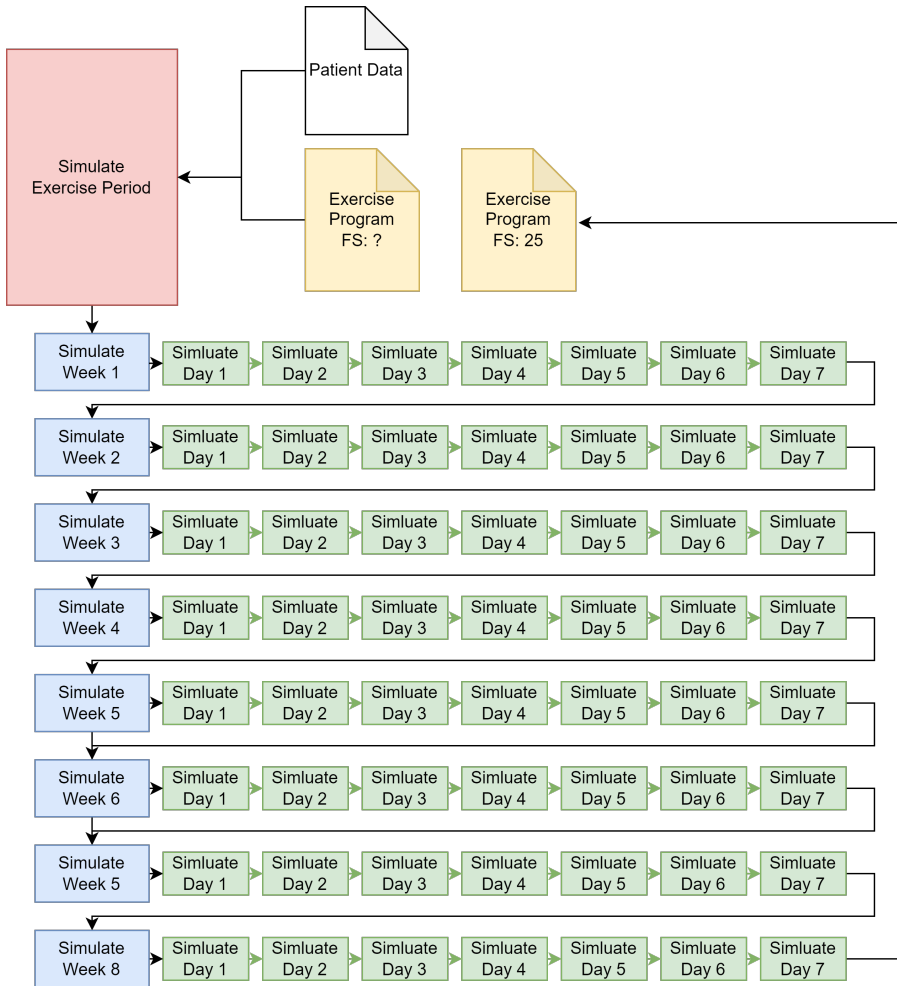 Patient Data
Simulate
Exercise Period
Exercise
Program
FS: ?
Exercise
Program
FS: 25
Simulate
Week 1
Simluate
Day 1
Simluate
Day 2
Simluate
Day 3
Simluate
Day 4
Simluate
Day 5
Simluate
Day 6
Simluate
Day 7
Simulate
Week 2
Simluate
Day 1
Simluate
Day 2
Simluate
Day 3
Simluate
Day 4
Simluate
Day 5
Simluate
Day 6
Simluate
Day 7
Simulate
Week 3
Simluate
Day 1
Simluate
Day 2
Simluate
Day 3
Simluate
Day 4
Simluate
Day 5
Simluate
Day 6
Simluate
Day 7
Simulate
Week 4
Simluate
Day 1
Simluate
Day 2
Simluate
Day 3
Simluate
Day 4
Simluate
Day 5
Simluate
Day 6
Simluate
Day 7
Simulate
Week 5
Simluate
Day 1
Simluate
Day 2
Simluate
Day 3
Simluate
Day 4
Simluate
Day 5
Simluate
Day 6
Simluate
Day 7
Simulate
Week 6
Simluate
Day 1
Simluate
Day 2
Simluate
Day 3
Simluate
Day 4
Simluate
Day 5
Simluate
Day 6
Simluate
Day 7
Simulate
Week 5
Simluate
Day 1
Simluate
Day 2
Simluate
Day 3
Simluate
Day 4
Simluate
Day 5
Simluate
Day 6
Simluate
Day 7
Simulate
Week 8
Simluate
Day 1
Simluate
Day 2
Simluate
Day 3
Simluate
Day 4
Simluate
Day 5
Simluate
Day 6
Simluate
Day 7